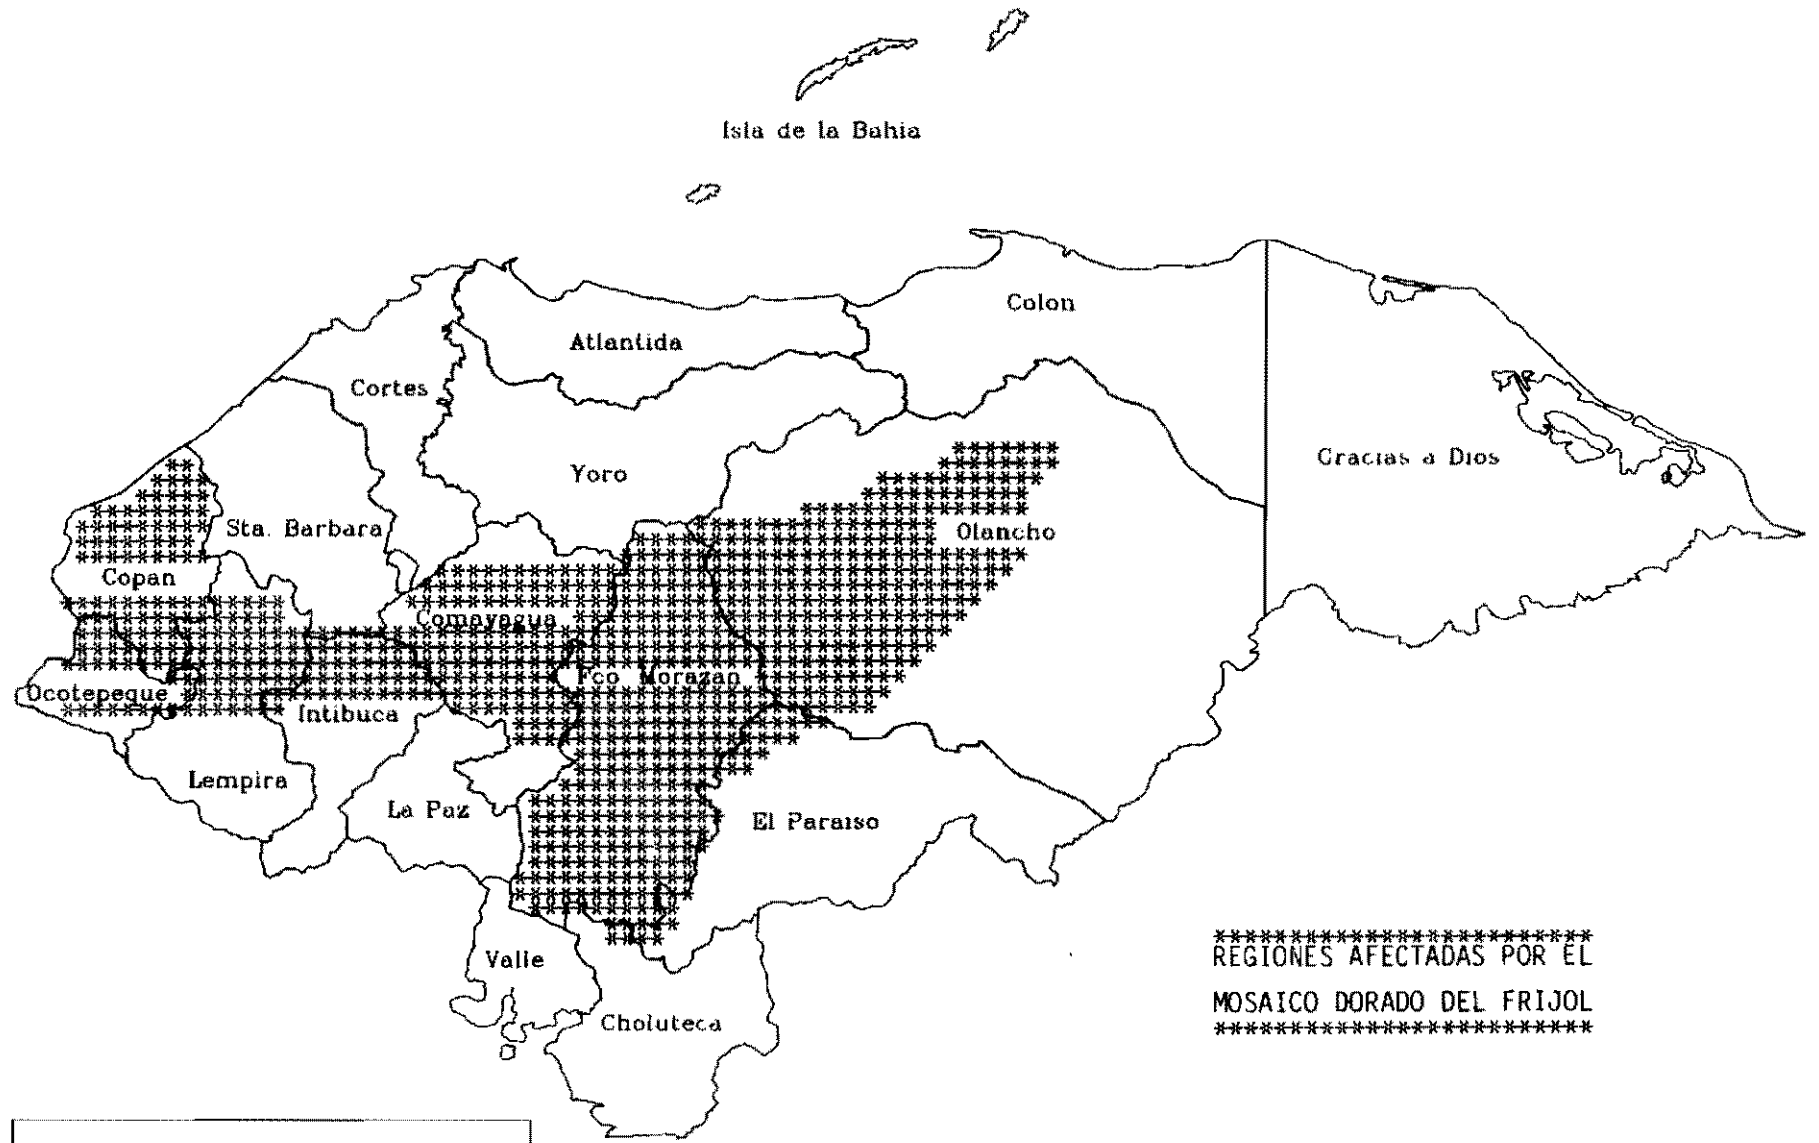 Isla de la Bahia
Colon
Atlantida
Cortes
Gracias a Dios
Yoro
Sta. Barbara
Olancho
Copan
Comayagua
Fco Morazan
Ocotepeque
Intibuca
Lempira
La Paz
El Paraiso
Valle
Choluteca
*************************
REGIONES AFECTADAS POR EL
MOSAICO DORADO DEL FRIJOL
*************************